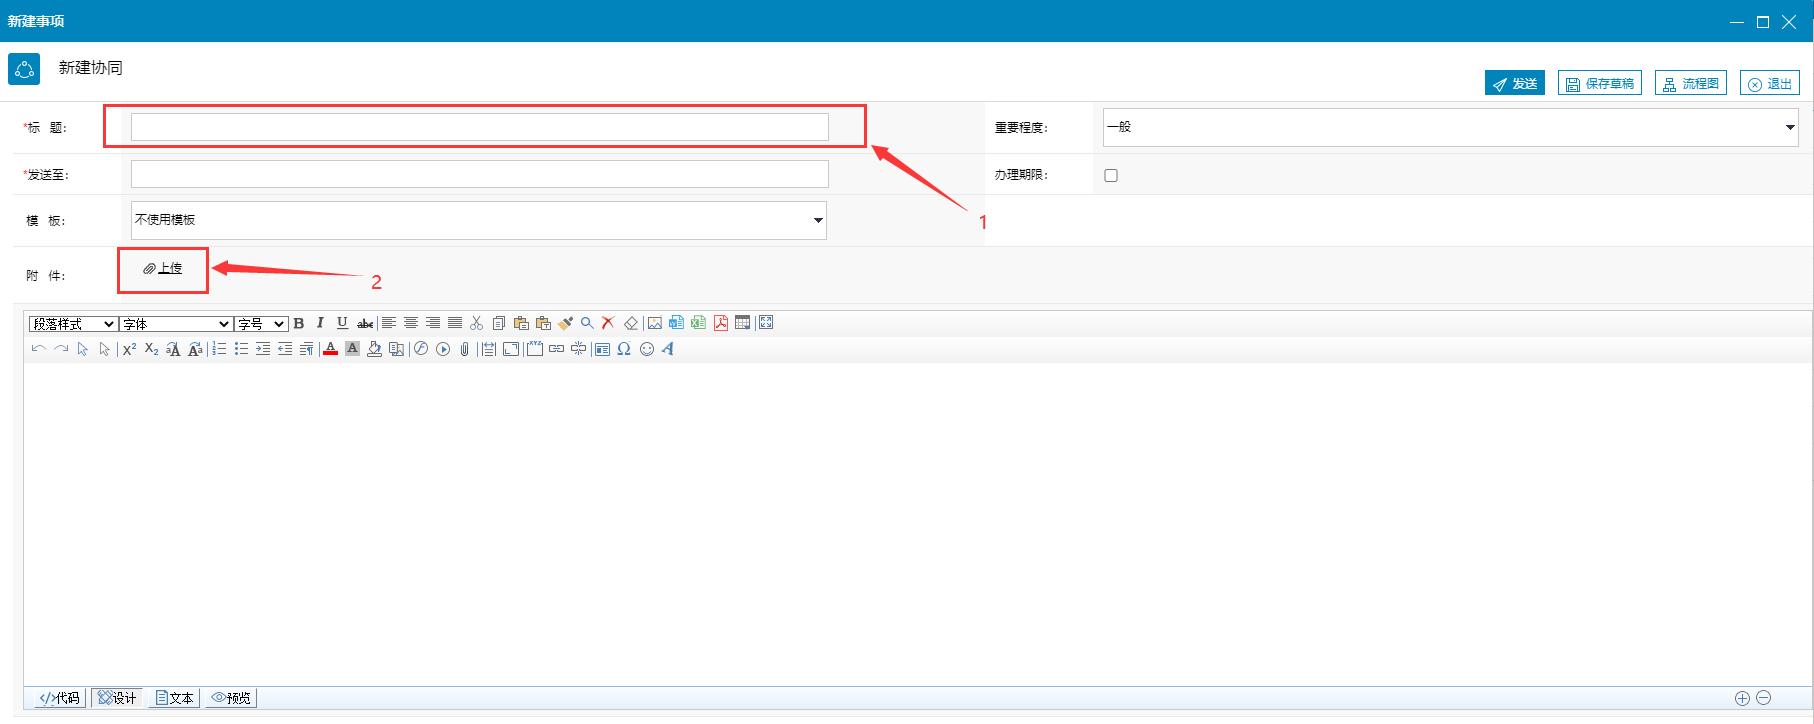 新建事项
新建协同
发送 保存草稿 流程图 退出
*标 题: 重要程度: 一般
1
*发送至: 办理期限:
模 板: 不使用模板
附 件: 上传
2
段落样式 字体 字号 B I U abc
X² X₂ A A A A Ω A
代码 设计 文本 预览